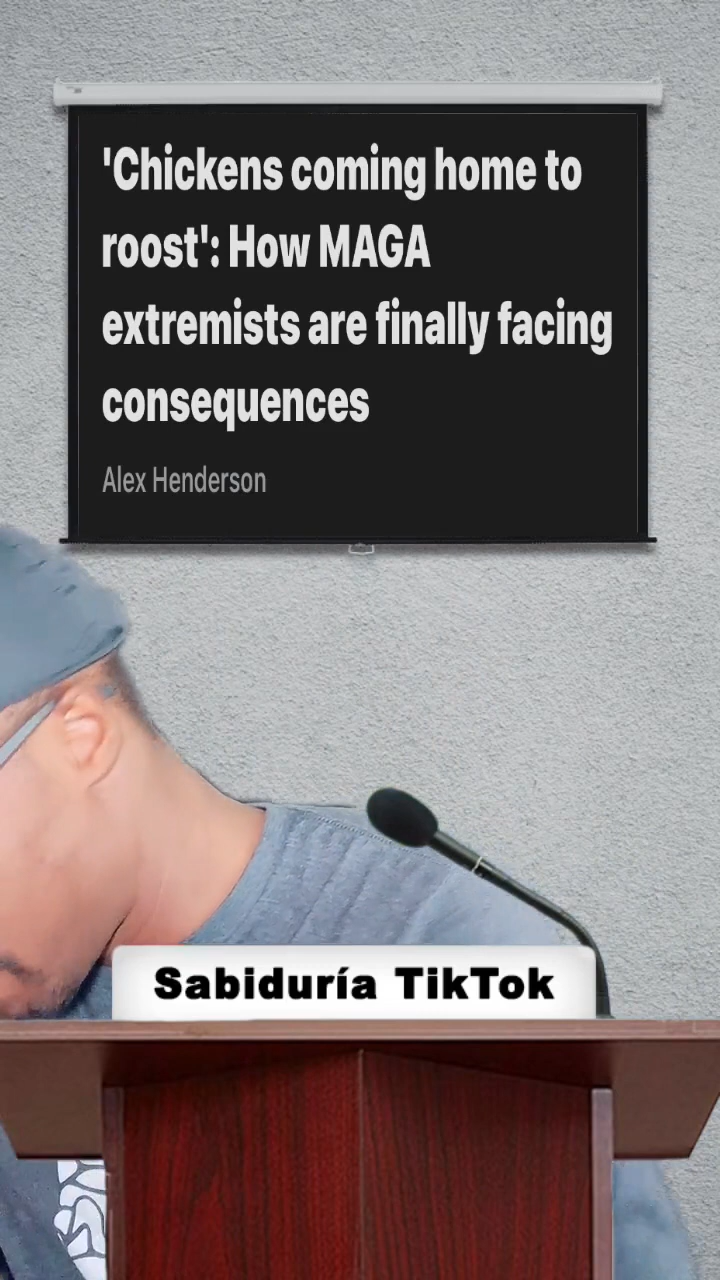 'Chickens coming home to
roost': How MAGA
extremists are finally facing
consequences
Alex Henderson
Sabiduría TikTok